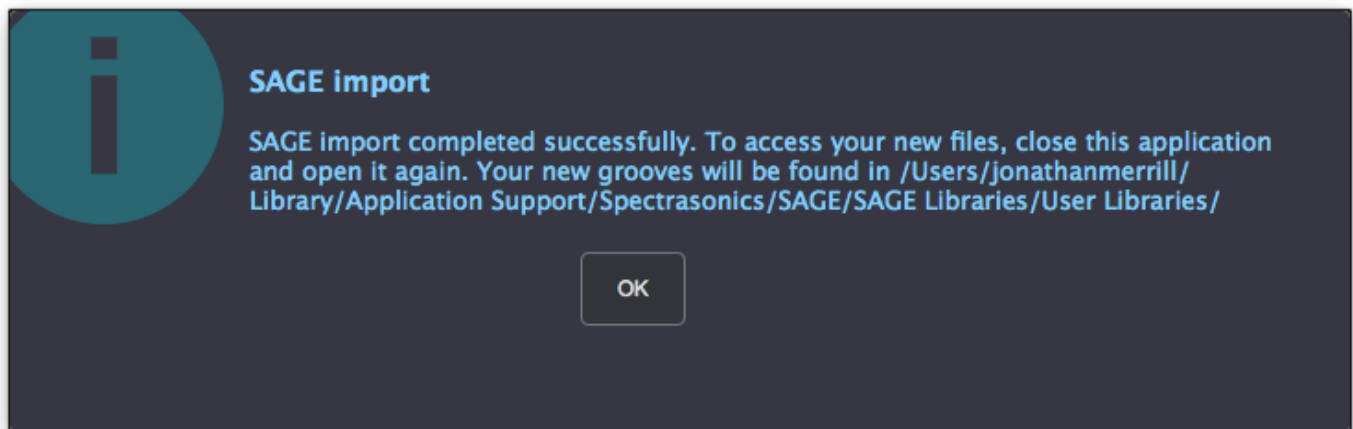 i
SAGE import
SAGE import completed successfully. To access your new files, close this application
and open it again. Your new grooves will be found in /Users/jonathanmerrill/
Library/Application Support/Spectrasonics/SAGE/SAGE Libraries/User Libraries/
OK